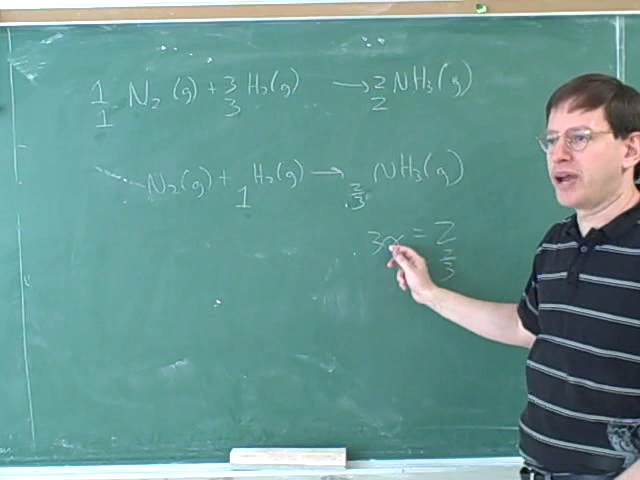 1 N₂(g) + 3 H₂(g) → 2 NH₃(g)
1 3 2
N₂(g) + 1 H₂(g) → 2/3 NH₃(g)
3x = 2
2/3